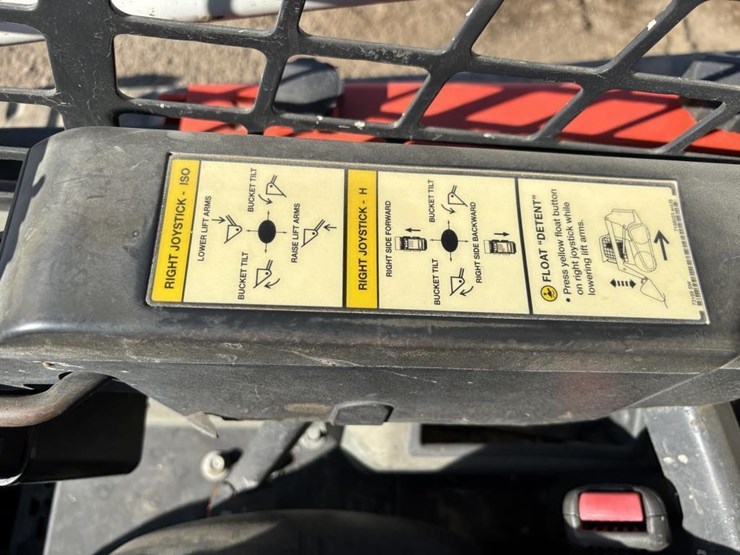 RIGHT JOYSTICK - ISO
LOWER LIFT ARMS
BUCKET TILT
BUCKET TILT
RAISE LIFT ARMS
RIGHT JOYSTICK - H
RIGHT SIDE FORWARD
BUCKET TILT
BUCKET TILT
RIGHT SIDE BACKWARD
FLOAT "DETENT"
• Press yellow float button
on right joystick while
lowering lift arms.